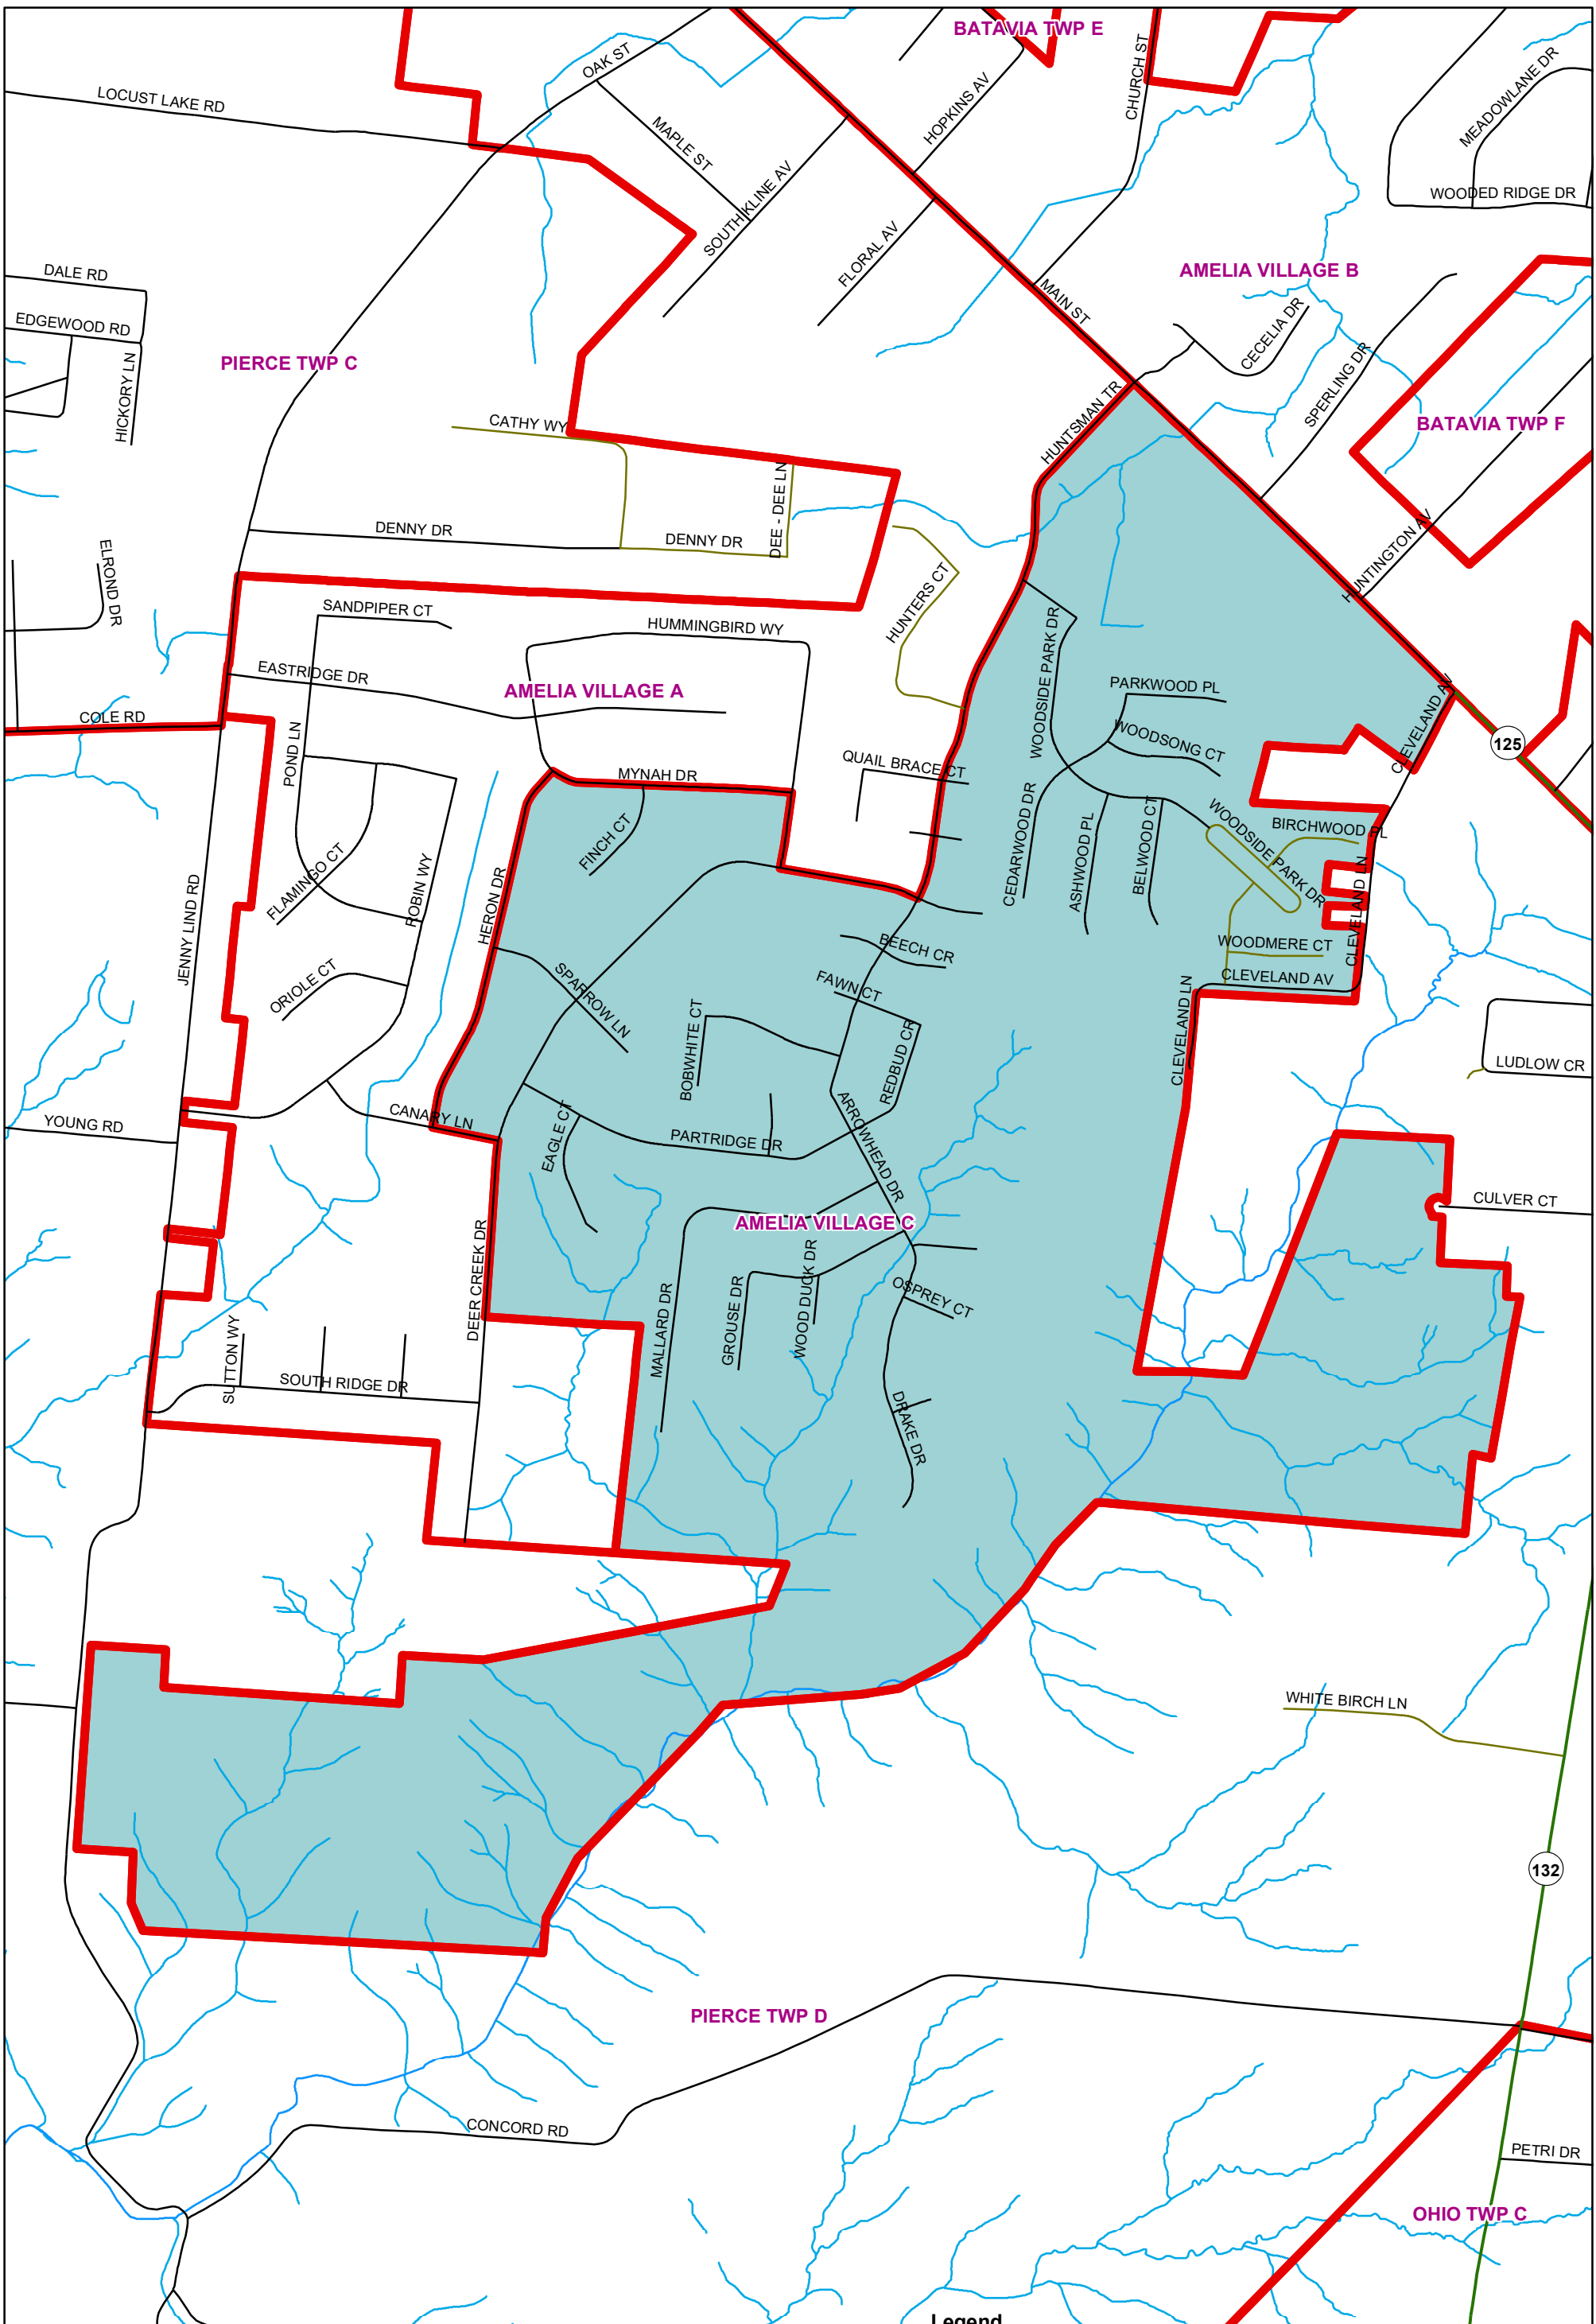 BATAVIA TWP E
OAK ST
CHURCH ST
LOCUST LAKE RD
MEADOWLANE DR
HOPKINS AV
MAPLE ST
SOUTH KLINE AV
WOODED RIDGE DR
FLORAL AV
DALE RD
AMELIA VILLAGE B
MAIN ST
EDGEWOOD RD
CECELIA DR
PIERCE TWP C
HICKORY LN
SPERLING DR
CATHY WY
HUNTSMAN TR
BATAVIA TWP F
DEE - DEE LN
DENNY DR
DENNY DR
HUNTINGTON AV
ELROND DR
HUNTERS CT
SANDPIPER CT
HUMMINGBIRD WY
WOODSIDE PARK DR
EASTRIDGE DR
AMELIA VILLAGE A
PARKWOOD PL
COLE RD
CLEVELAND AV
WOODSONG CT
125
POND LN
QUAIL BRACE CT
MYNAH DR
CEDARWOOD DR
FINCH CT
ASHWOOD PL
BELWOOD CT
WOODSIDE PARK DR
BIRCHWOOD PL
FLAMINGO CT
ROBIN WY
HERON DR
JENNY LIND RD
CLEVELAND LN
BEECH CR
WOODMERE CT
ORIOLE CT
SPARROW LN
FAWN CT
CLEVELAND AV
BOBWHITE CT
REDBUD CR
CLEVELAND LN
LUDLOW CR
CANARY LN
YOUNG RD
EAGLE CT
PARTRIDGE DR
ARROWHEAD DR
CULVER CT
AMELIA VILLAGE C
DEER CREEK DR
MALLARD DR
GROUSE DR
WOOD DUCK DR
OSPREY CT
SUTTON WY
SOUTH RIDGE DR
DRAKE DR
WHITE BIRCH LN
132
PIERCE TWP D
CONCORD RD
PETRI DR
OHIO TWP C
Legend